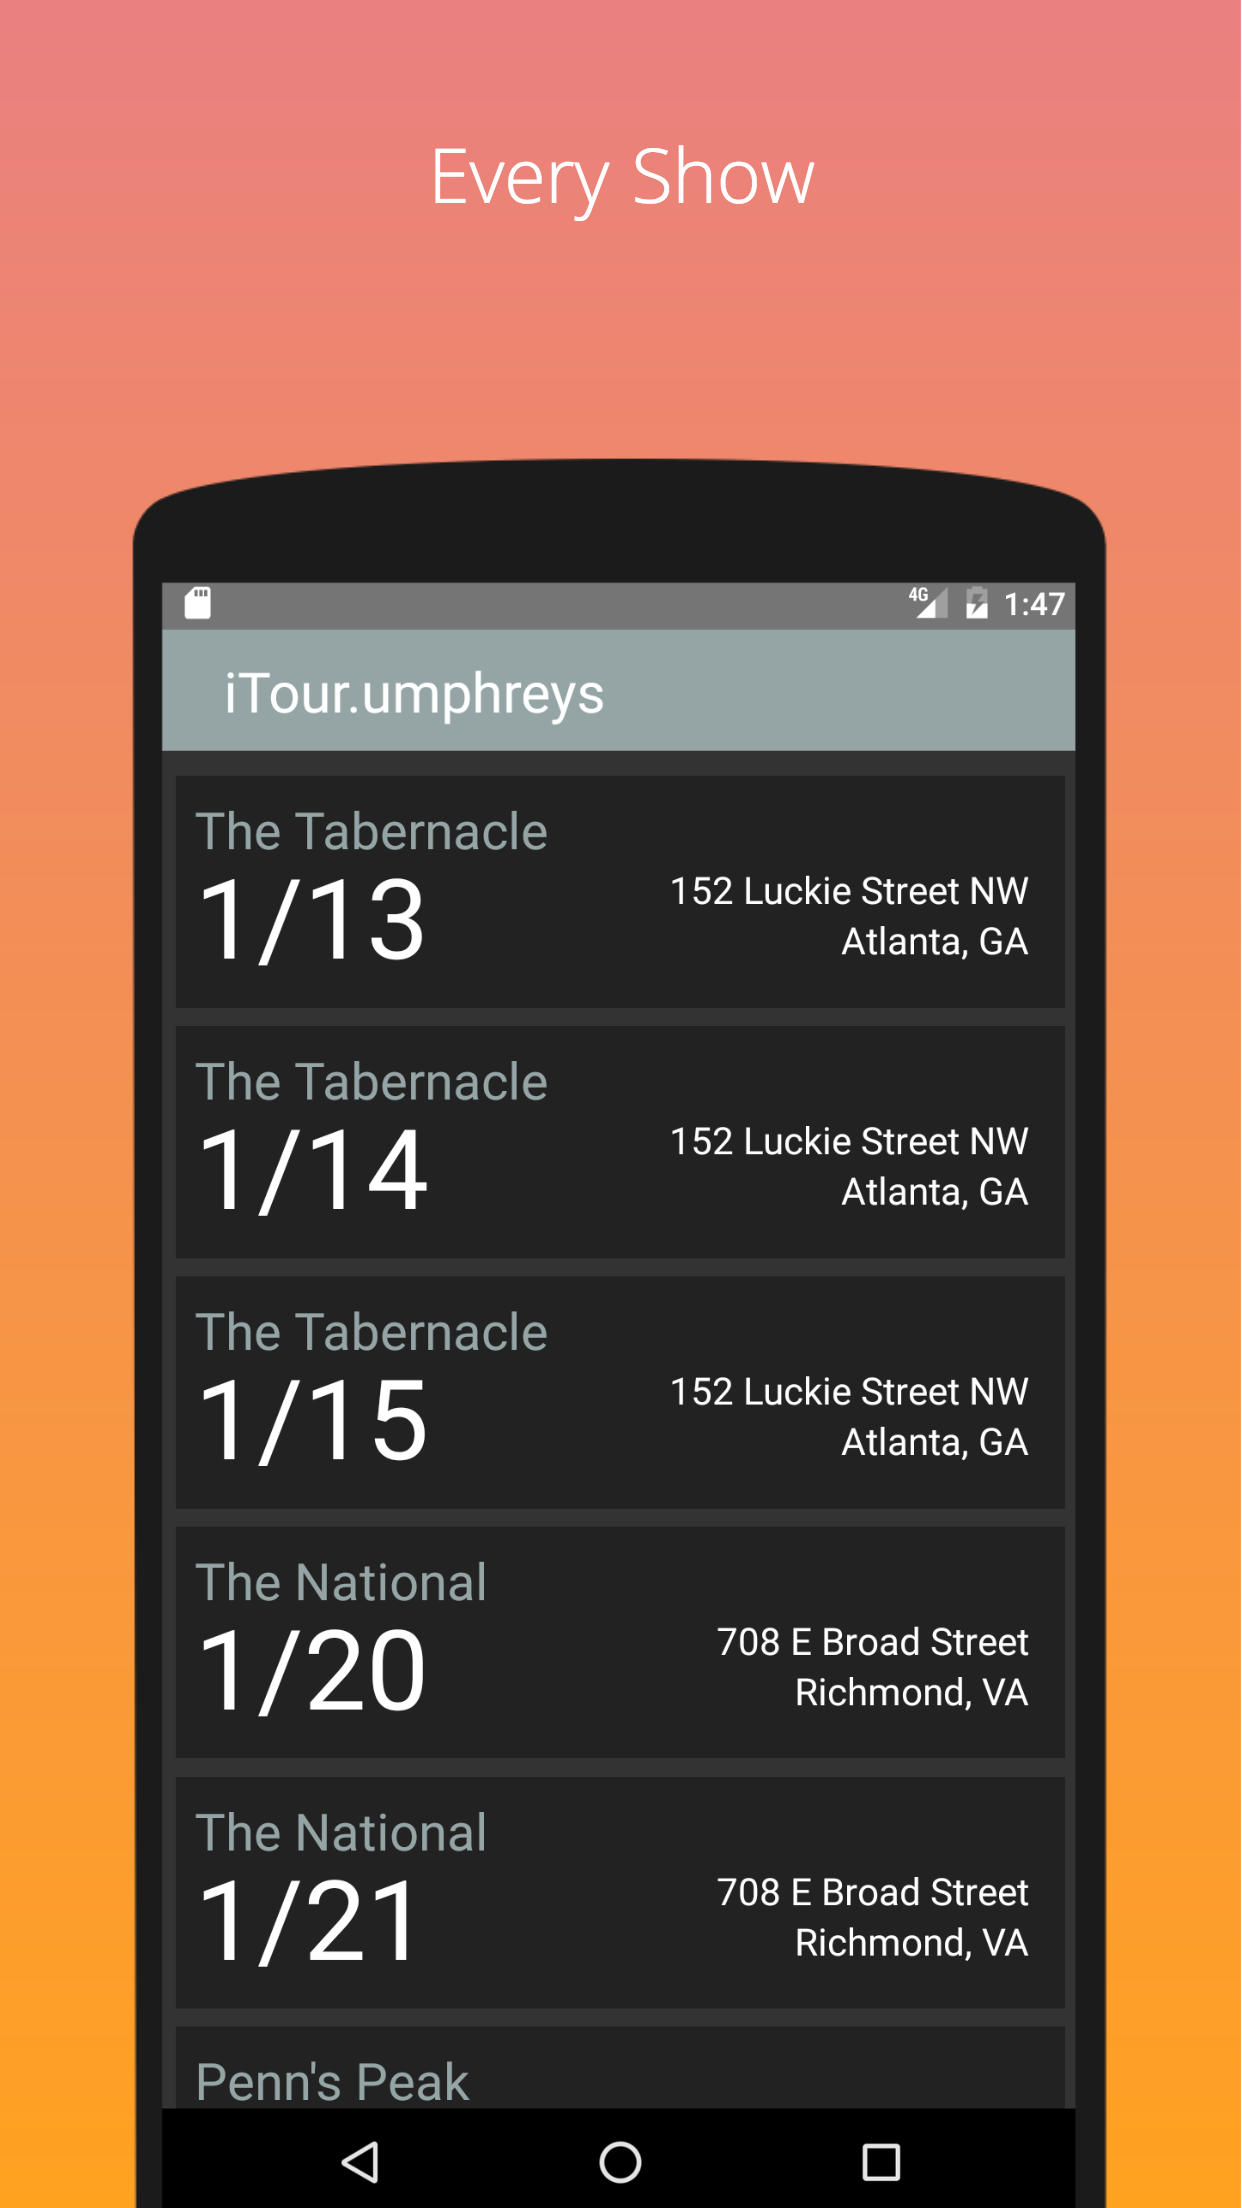 Every Show
4G 1:47
iTour.umphreys
The Tabernacle
1/13
152 Luckie Street NW
Atlanta, GA
The Tabernacle
1/14
152 Luckie Street NW
Atlanta, GA
The Tabernacle
1/15
152 Luckie Street NW
Atlanta, GA
The National
1/20
708 E Broad Street
Richmond, VA
The National
1/21
708 E Broad Street
Richmond, VA
Penn's Peak